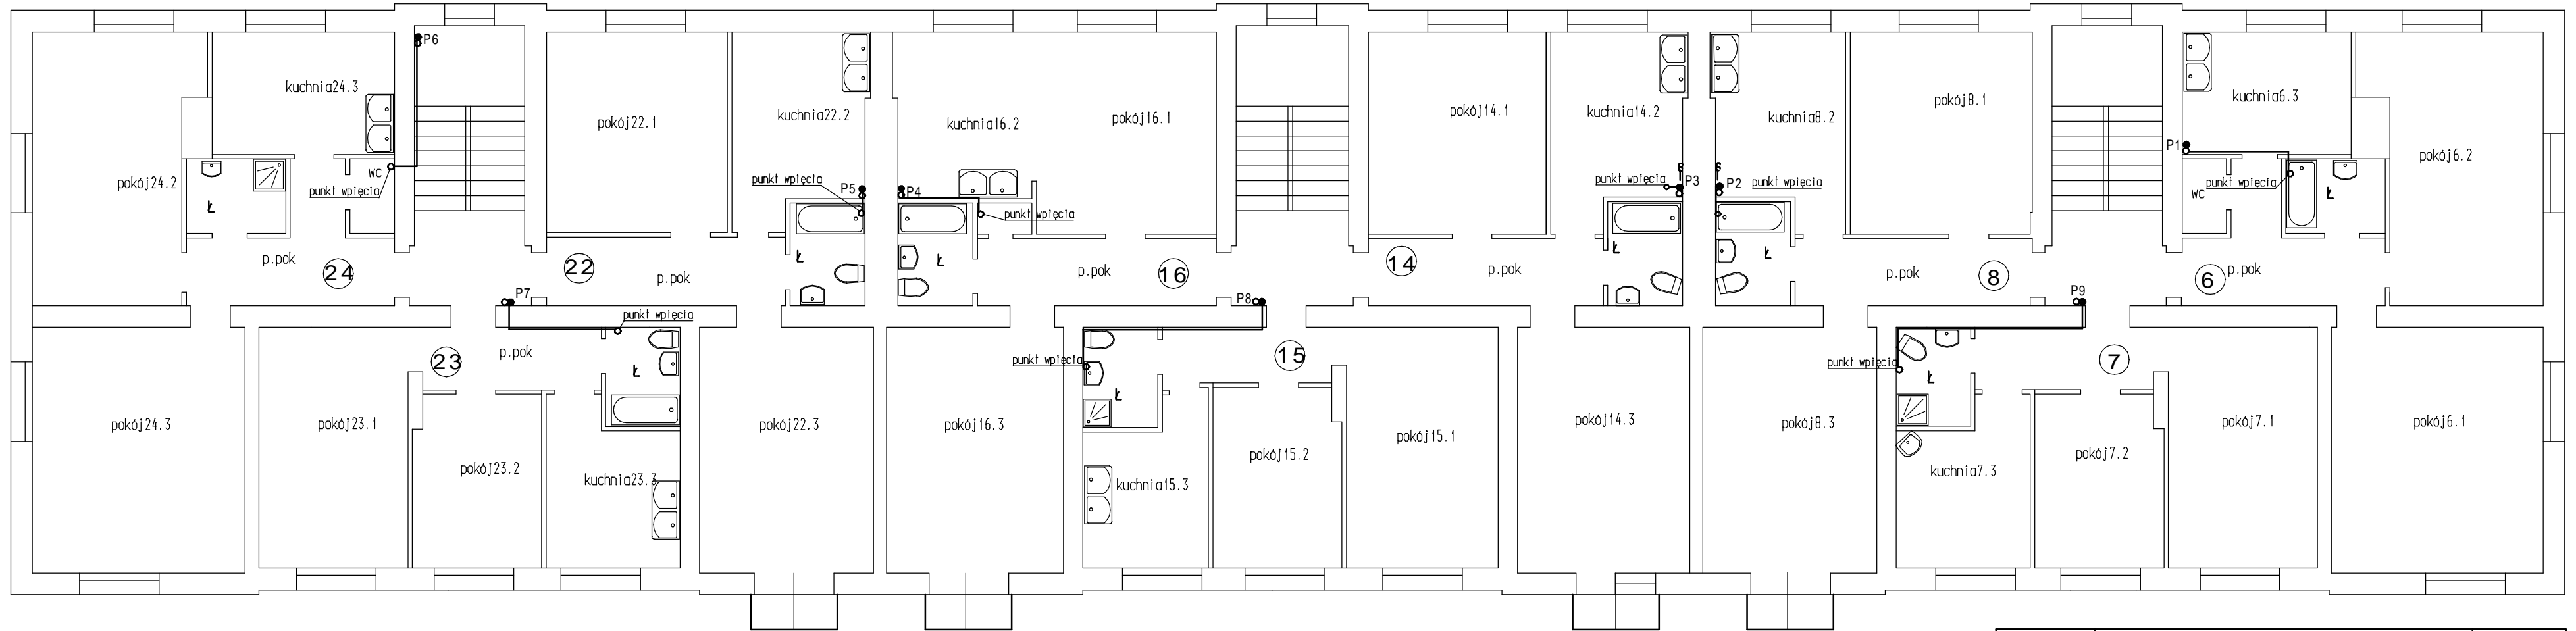 P6
kuchnia24.3
pokój22.1
kuchnia22.2
kuchnia16.2
pokój16.1
pokój14.1
kuchnia14.2
kuchnia8.2
pokój8.1
kuchnia6.3
pokój24.2
WC
punkt wpięcia
Ł
punkt wpięcia
P5
P4
punkt wpięcia
punkt wpięcia
P3
P2
punkt wpięcia
P1
WC
punkt wpięcia
Ł
pokój6.2
p.pok
24
22
p.pok
Ł
Ł
p.pok
16
14
p.pok
Ł
Ł
p.pok
8
6
p.pok
P7
punkt wpięcia
P8
P9
23
p.pok
Ł
punkt wpięcia
Ł
15
punkt wpięcia
Ł
7
pokój24.3
pokój23.1
pokój23.2
kuchnia23.3
pokój22.3
pokój16.3
kuchnia15.3
pokój15.2
pokój15.1
pokój14.3
pokój8.3
kuchnia7.3
pokój7.2
pokój7.1
pokój6.1